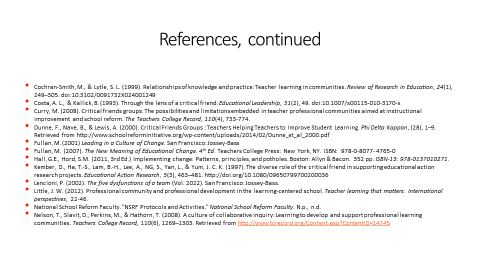 References, continued
• Cochran-Smith, M., & Lytle, S. L. (1999). Relationships of knowledge and practice: Teacher learning in communities. Review of Research in Education, 24(1),
249–305. doi:10.3102/0091732X024001249
• Costa, A. L., & Kallick, B. (1993). Through the lens of a critical friend. Educational Leadership, 51(2), 49. doi:10.1007/s00115-010-3170-x
• Curry, M. (2008). Critical friends groups: The possibilities and limitations embedded in teacher professional communities aimed at instructional
improvement and school reform. The Teachers College Record, 110(4), 733-774.
• Dunne, F., Nave, B., & Lewis, A. (2000). Critical Friends Groups : Teachers Helping Teachers to Improve Student Learning. Phi Delta Kappan, (28), 1–9.
Retrieved from http://www.schoolreforminitiative.org/wp-content/uploads/2014/02/Dunne_et_al_2000.pdf
• Fullan, M. (2001) Leading in a Culture of Change. San Francisco: Jossey-Bass.
• Fullan, M. (2007). The New Meaning of Educational Change. 4th Ed. Teachers College Press: New York, NY. ISBN: 978-0-8077-4765-0
• Hall, G.E., Hord, S.M. (2011, 3rd Ed.) Implementing change: Patterns, principles, and potholes. Boston: Allyn & Bacon. 352 pp. ISBN-13: 978-0137010271.
• Kember, D., Ha, T.-S., Lam, B.-H., Lee, A., NG, S., Yan, L., & Yum, J. C. K. (1997). The diverse role of the critical friend in supporting educational action
research projects. Educational Action Research, 5(3), 463–481. http://doi.org/10.1080/09650799700200036
• Lencioni, P. (2002). The five dysfunctions of a team (Vol. 2022). San Francisco: Jossey-Bass.
• Little, J. W. (2012). Professional community and professional development in the learning-centered school. Teacher learning that matters: International
perspectives, 22-46.
• National School Reform Faculty. "NSRF Protocols and Activities." National School Reform Faculty. N.p., n.d.
• Nelson, T., Slavit, D., Perkins, M., & Hathorn, T. (2008). A culture of collaborative inquiry: Learning to develop and support professional learning
communities. Teachers College Record, 110(6), 1269–1303. Retrieved from http://www.tcrecord.org/Content.asp?ContentID=14745